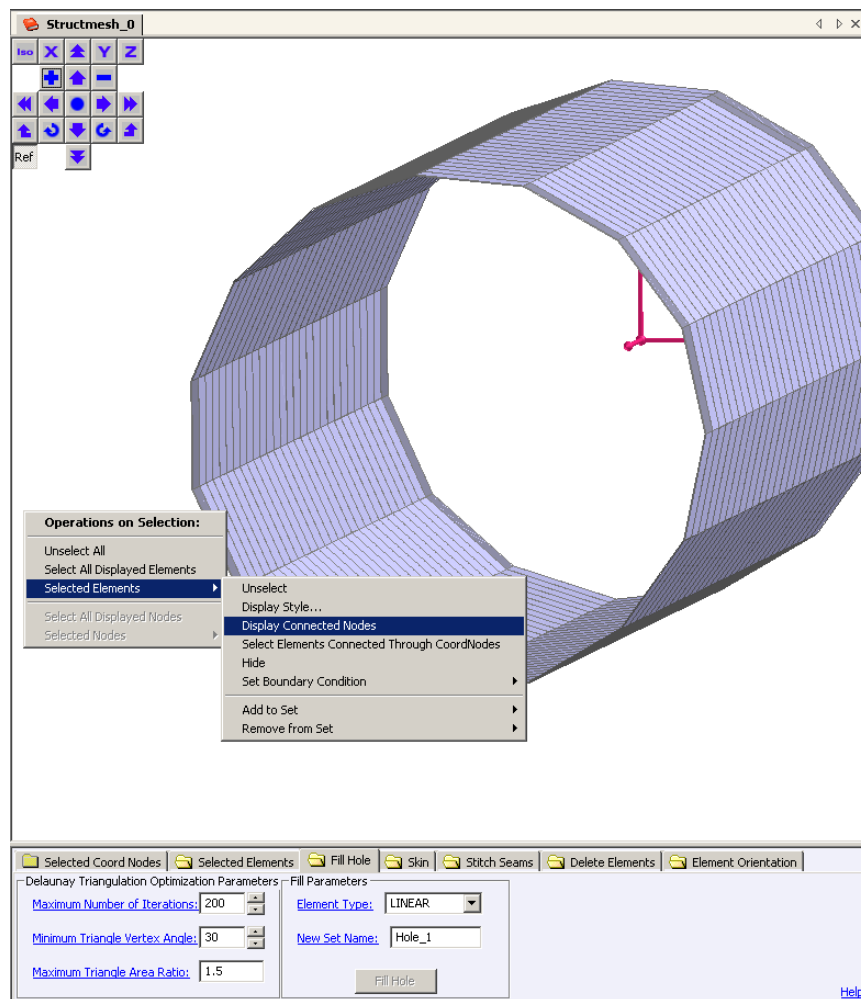 Structmesh_0
Iso X Y Z
Ref
Operations on Selection:
Unselect All
Select All Displayed Elements
Selected Elements
Select All Displayed Nodes
Selected Nodes
Unselect
Display Style...
Display Connected Nodes
Select Elements Connected Through CoordNodes
Hide
Set Boundary Condition
Add to Set
Remove from Set
Selected Coord Nodes Selected Elements Fill Hole Skin Stitch Seams Delete Elements Element Orientation
Delaunay Triangulation Optimization Parameters Fill Parameters
Maximum Number of Iterations: 200 Element Type: LINEAR
Minimum Triangle Vertex Angle: 30 New Set Name: Hole_1
Maximum Triangle Area Ratio: 1.5
Fill Hole
Help